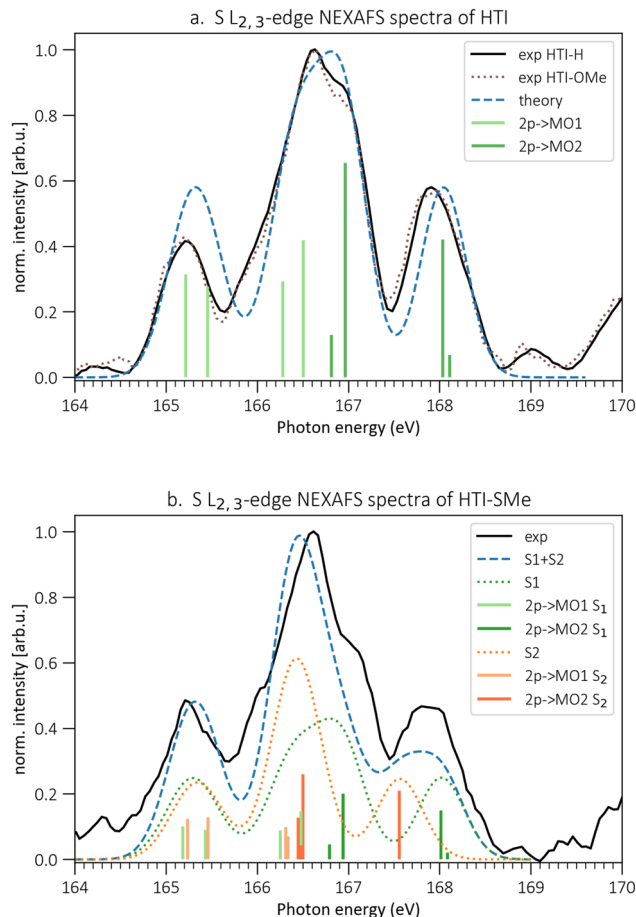 a. S L2,3-edge NEXAFS spectra of HTI
norm. intensity [arb.u.]
1.0
0.8
0.6
0.4
0.2
0.0
exp HTI-H
exp HTI-OMe
theory
2p->MO1
2p->MO2
164 165 166 167 168 169 170
Photon energy (eV)
b. S L2,3-edge NEXAFS spectra of HTI-SMe
norm. intensity [arb.u.]
1.0
0.8
0.6
0.4
0.2
0.0
exp
S1+S2
S1
2p->MO1 S1
2p->MO2 S1
S2
2p->MO1 S2
2p->MO2 S2
164 165 166 167 168 169 170
Photon energy (eV)